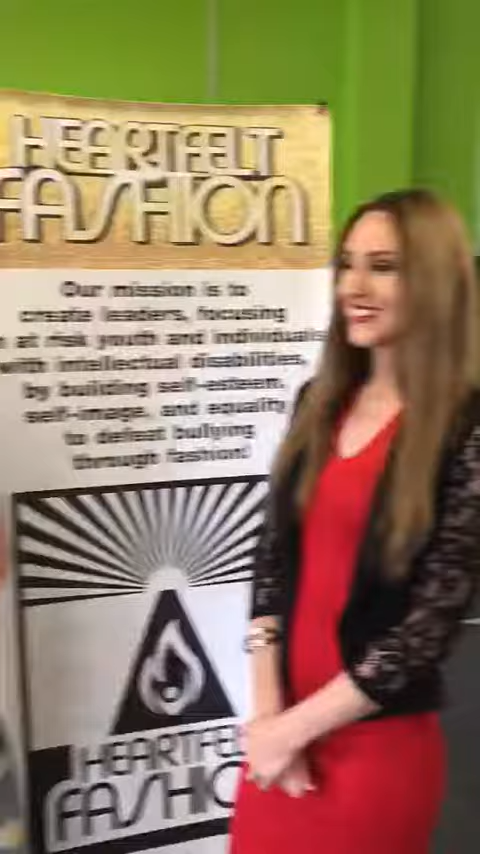 HEARTFELT
FASHION
Our mission is to
create leaders, focusing
at risk youth and individuals
with intellectual disabilities,
by building self-esteem,
self-image, and equality
to defeat bullying
through fashion!
HEARTFEL
FASHIO